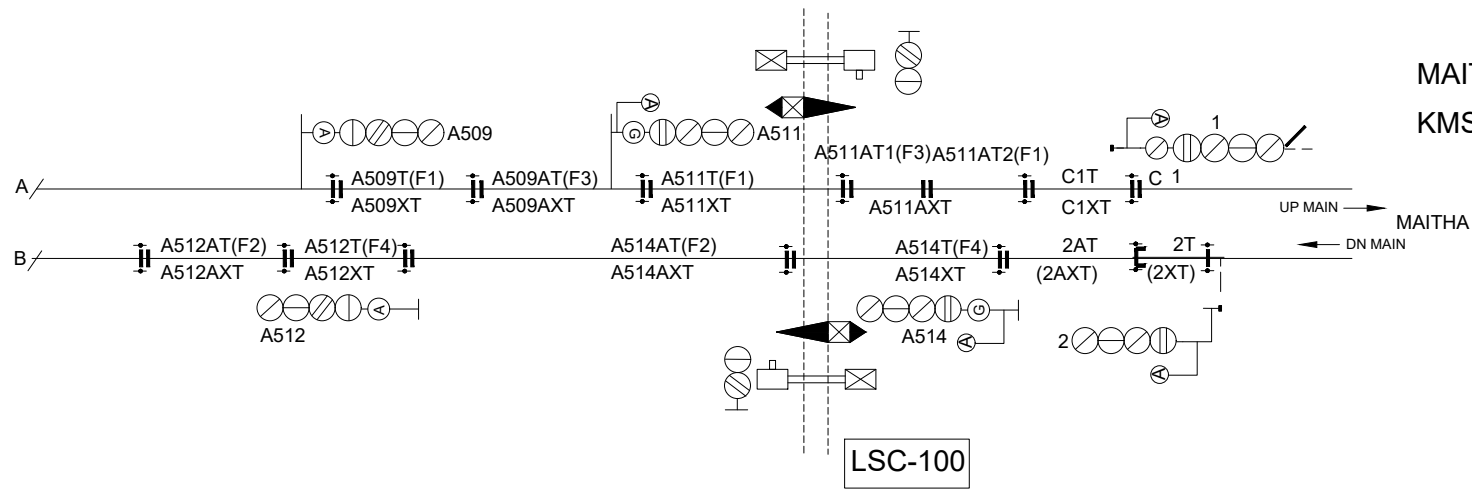 MAIT
KMS
A
A509
A
G
A511
A
1
A511AT1(F3) A511AT2(F1)
A
A509T(F1)
A509AT(F3)
A511T(F1)
C1T
C 1
A509XT
A509AXT
A511XT
A511AXT
C1XT
UP MAIN
MAITHA
DN MAIN
B
A512AT(F2)
A512T(F4)
A514AT(F2)
A514T(F4)
2AT
2T
A512AXT
A512XT
A514AXT
A514XT
(2AXT)
(2XT)
A
A512
G
A514
A
2
A
LSC-100